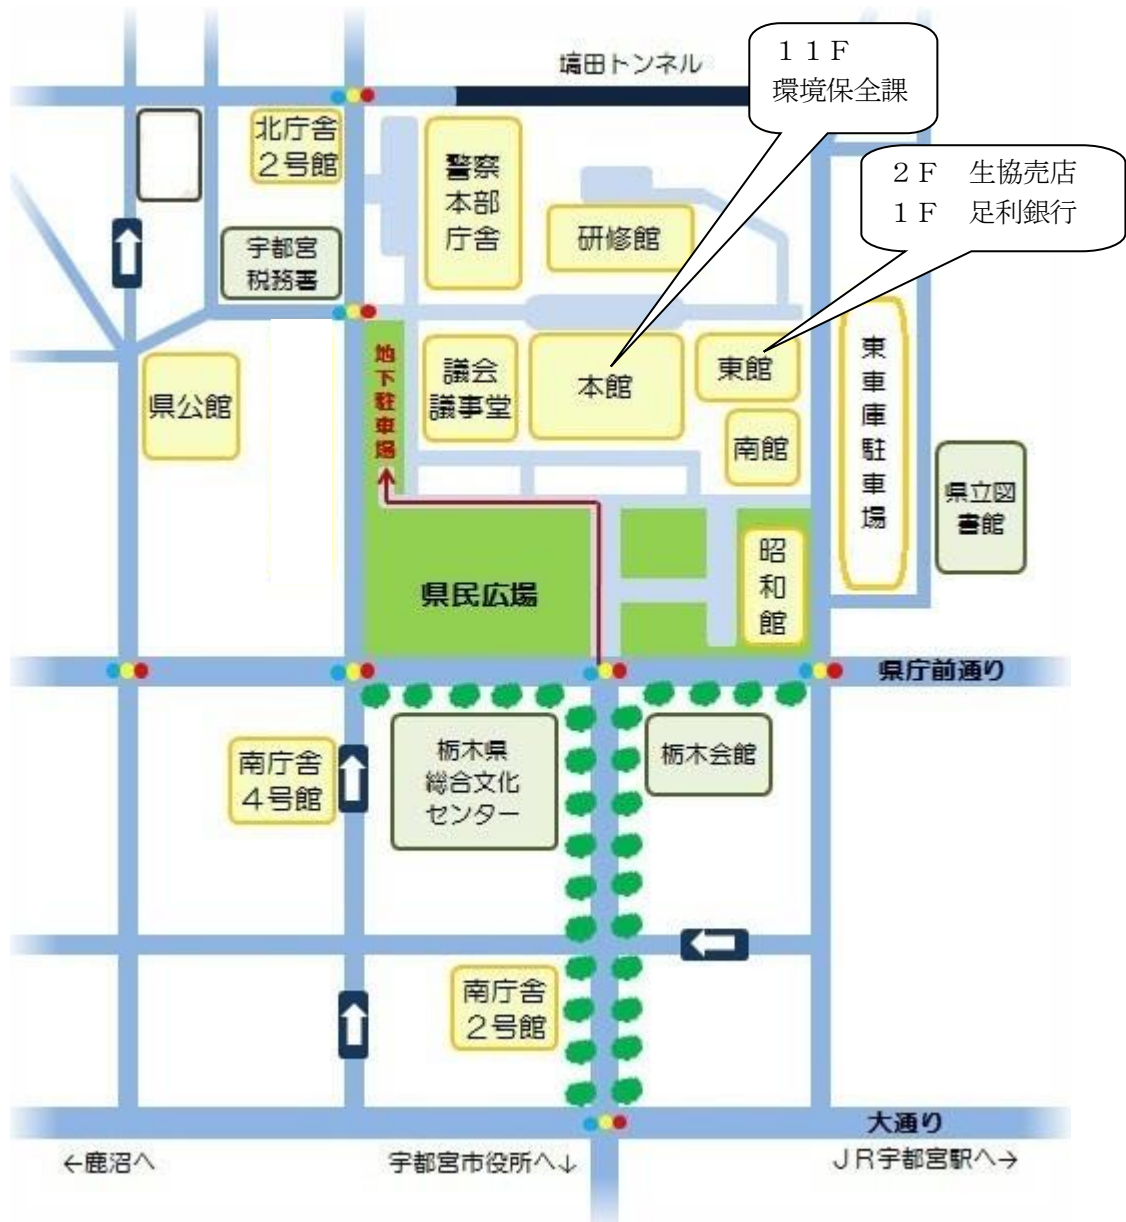 塙田トンネル
１１Ｆ
環境保全課
２Ｆ　生協売店
１Ｆ　足利銀行
北庁舎
２号館
警察
本部
庁舎
研修館
宇都宮
税務署
地下駐車場
議会
議事堂
本館
東館
南館
東車庫駐車場
県公館
県立図
書館
昭和館
県民広場
県庁前通り
南庁舎
４号館
栃木県
総合文化
センター
栃木会館
南庁舎
２号館
大通り
←鹿沼へ
宇都宮市役所へ↓
ＪＲ宇都宮駅へ→